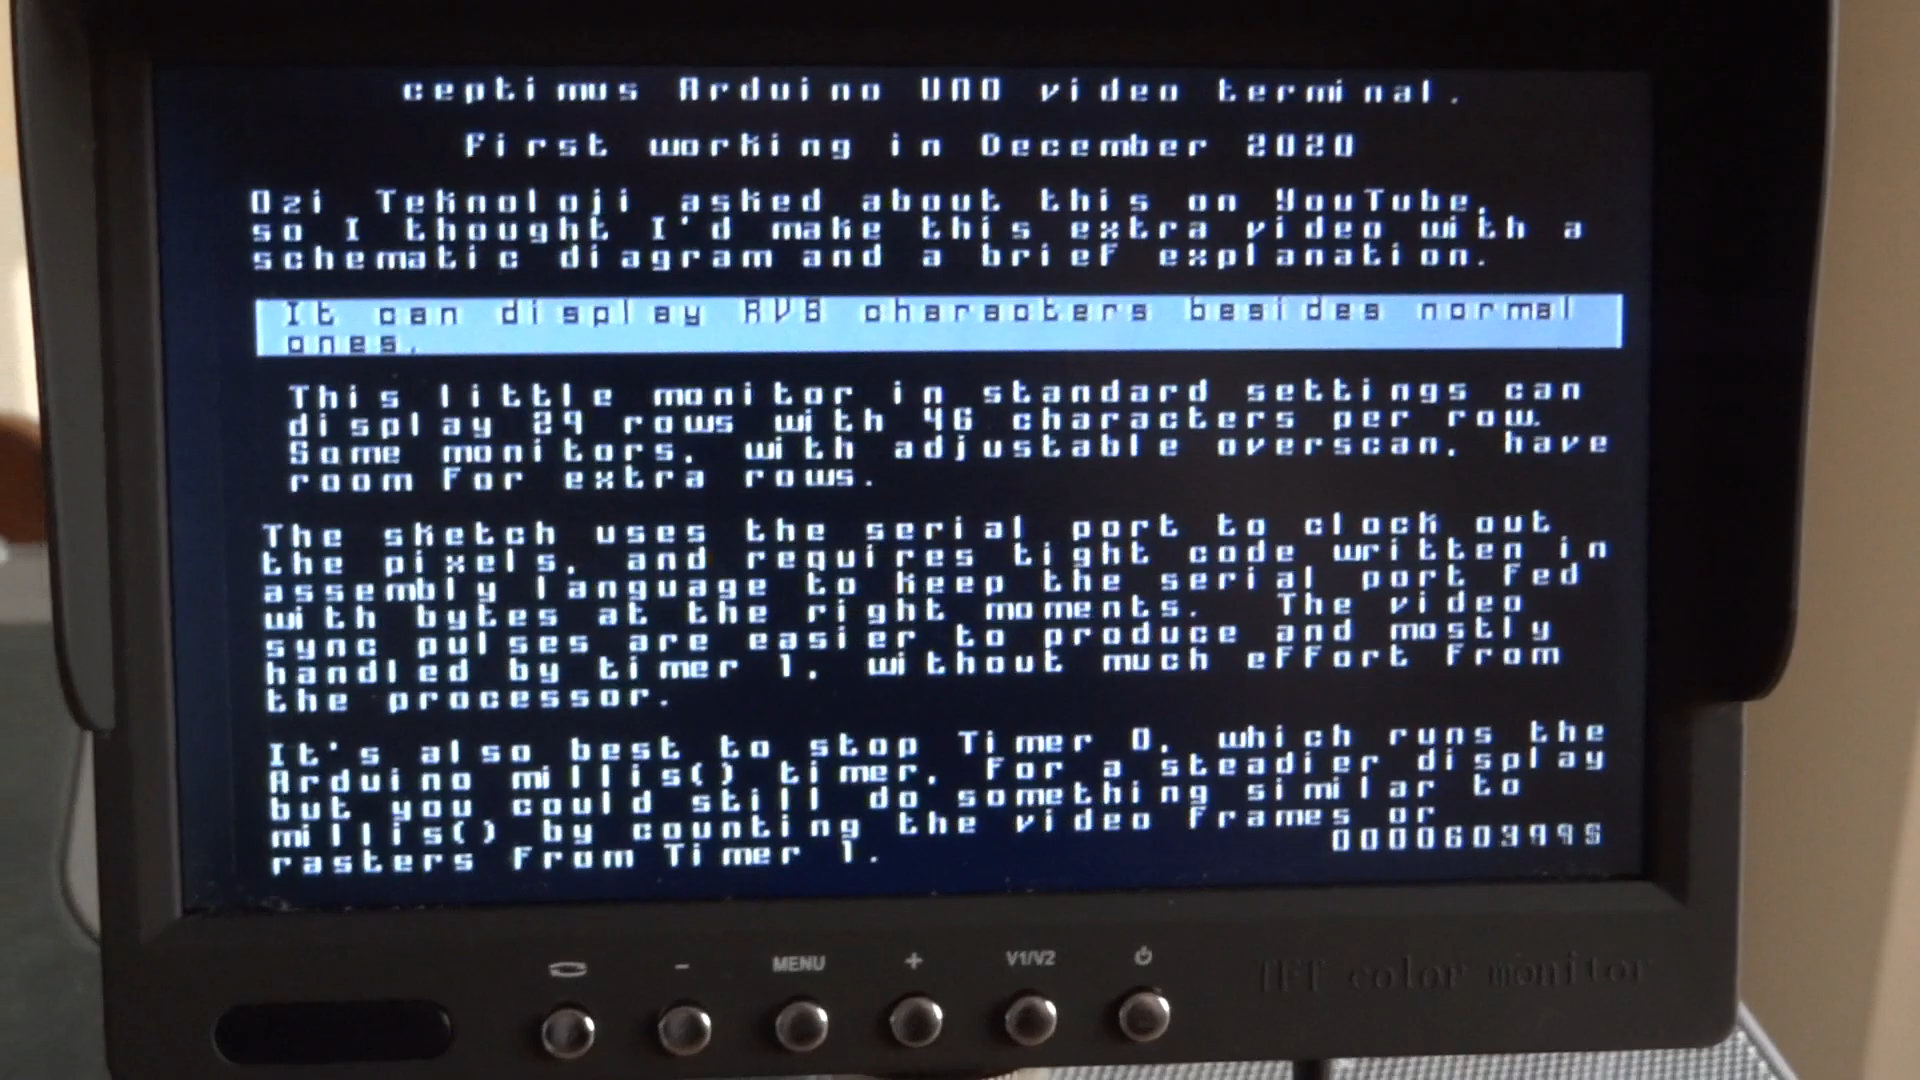 ceptimus Arduino UNO video terminal.
First working in December 2020
Ozi Teknoloji asked about this on YouTube,
so I thought I'd make this extra video with a
schematic diagram and a brief explanation.
It can display RVB characters besides normal
ones.
This little monitor in standard settings can
display 29 rows with 46 characters per row.
Some monitors, with adjustable overscan, have
room for extra rows.
The sketch uses the serial port to clock out
the pixels, and requires tight code written in
assembly language to keep the serial port fed
with bytes at the right moments. The video
sync pulses are easier to produce and mostly
handled by timer 1, without much effort from
the processor.
It's also best to stop Timer 0, which runs the
Arduino millis() timer, for a steadier display
but you could still do something similar to
millis() by counting the video frames or
rasters from Timer 1.
- MENU + V1/V2
TFT color monitor